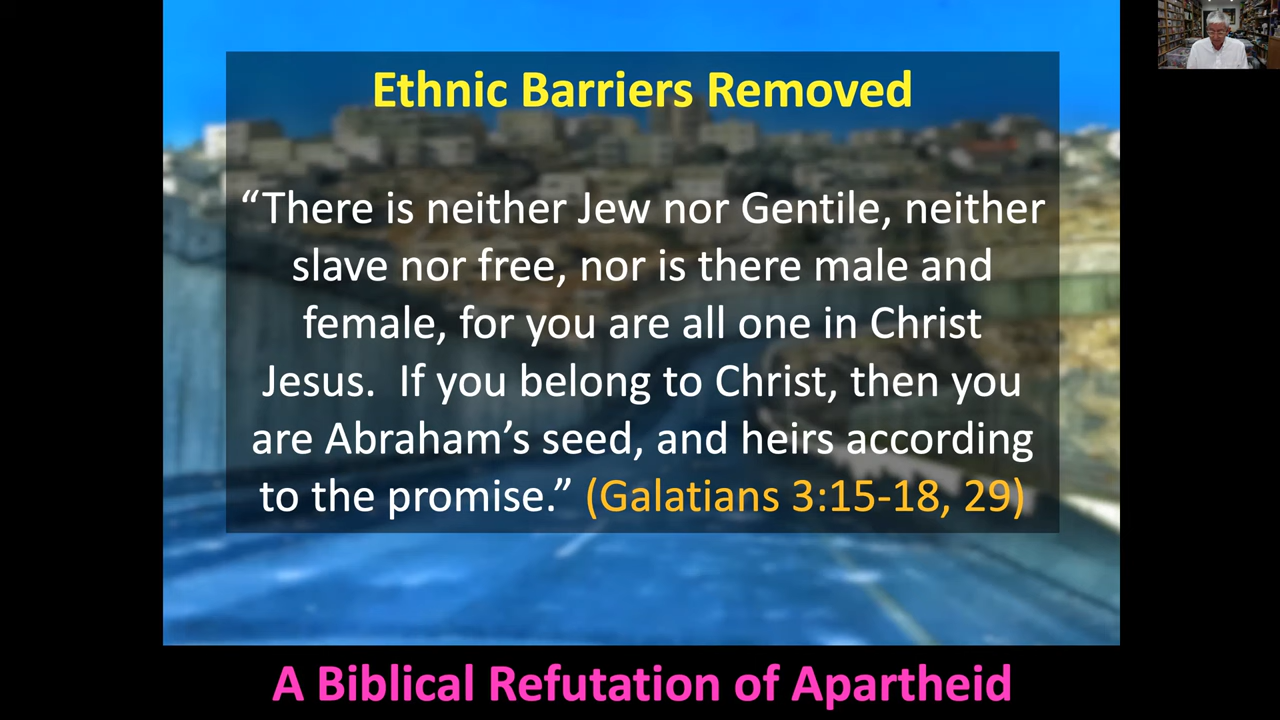 Ethnic Barriers Removed
“There is neither Jew nor Gentile, neither
slave nor free, nor is there male and
female, for you are all one in Christ
Jesus.  If you belong to Christ, then you
are Abraham’s seed, and heirs according
to the promise.” (Galatians 3:15-18, 29)
A Biblical Refutation of Apartheid